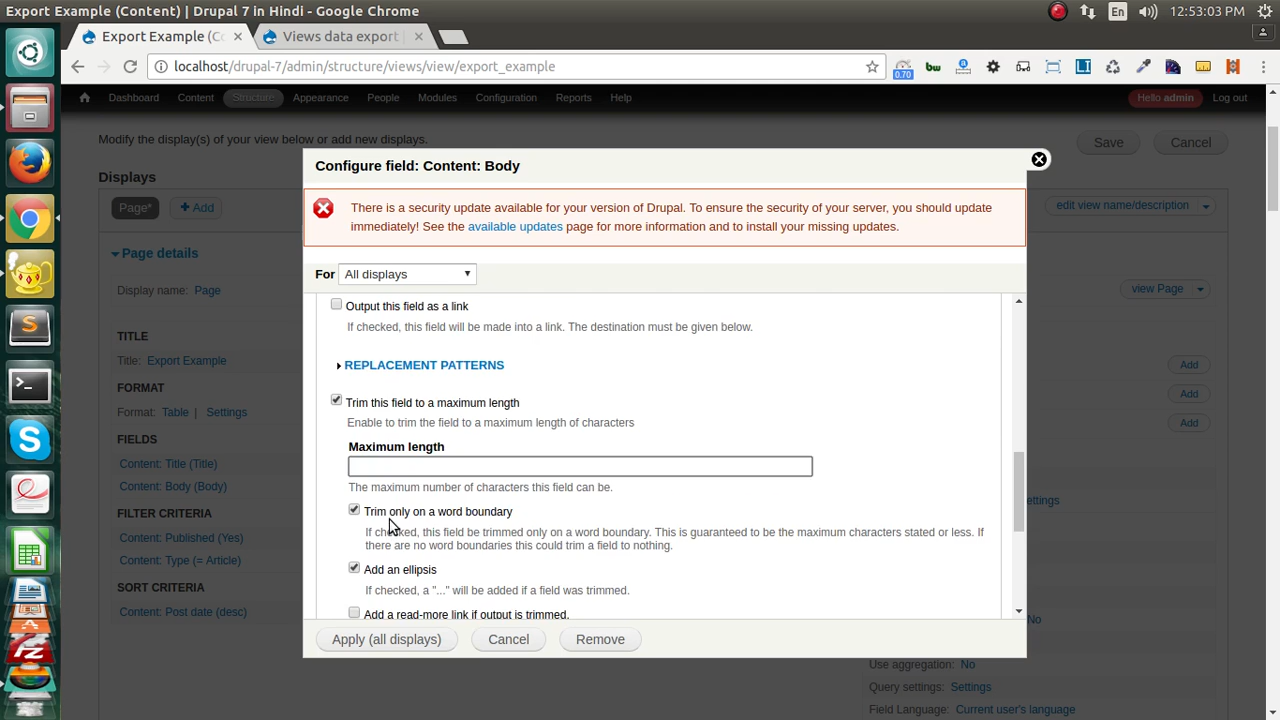 Export Example (Content) | Drupal 7 in Hindi - Google Chrome
En
12:53:03 PM
Export Example (Co
Views data export |
localhost/drupal-7/admin/structure/views/view/export_example
0.70
bw
LI
Dashboard Content Structure Appearance People Modules Configuration Reports Help
Hello admin Log out
Modify the display(s) of your view below or add new displays.
Save Cancel
Displays
Page* + Add
edit view name/description
Page details
Display name: Page
view Page
TITLE
Title: Export Example
Add
FORMAT
Add
Format: Table | Settings
Add
FIELDS
Content: Title (Title)
Content: Body (Body)
ettings
FILTER CRITERIA
Content: Published (Yes)
Content: Type (= Article)
SORT CRITERIA
Content: Post date (desc)
No
Use aggregation: No
Query settings: Settings
Field Language: Current user's language
Configure field: Content: Body
There is a security update available for your version of Drupal. To ensure the security of your server, you should update
immediately! See the available updates page for more information and to install your missing updates.
For All displays
Output this field as a link
If checked, this field will be made into a link. The destination must be given below.
REPLACEMENT PATTERNS
Trim this field to a maximum length
Enable to trim the field to a maximum length of characters
Maximum length
The maximum number of characters this field can be.
Trim only on a word boundary
If checked, this field be trimmed only on a word boundary. This is guaranteed to be the maximum characters stated or less. If
there are no word boundaries this could trim a field to nothing.
Add an ellipsis
If checked, a "..." will be added if a field was trimmed.
Add a read-more link if output is trimmed.
Apply (all displays) Cancel Remove